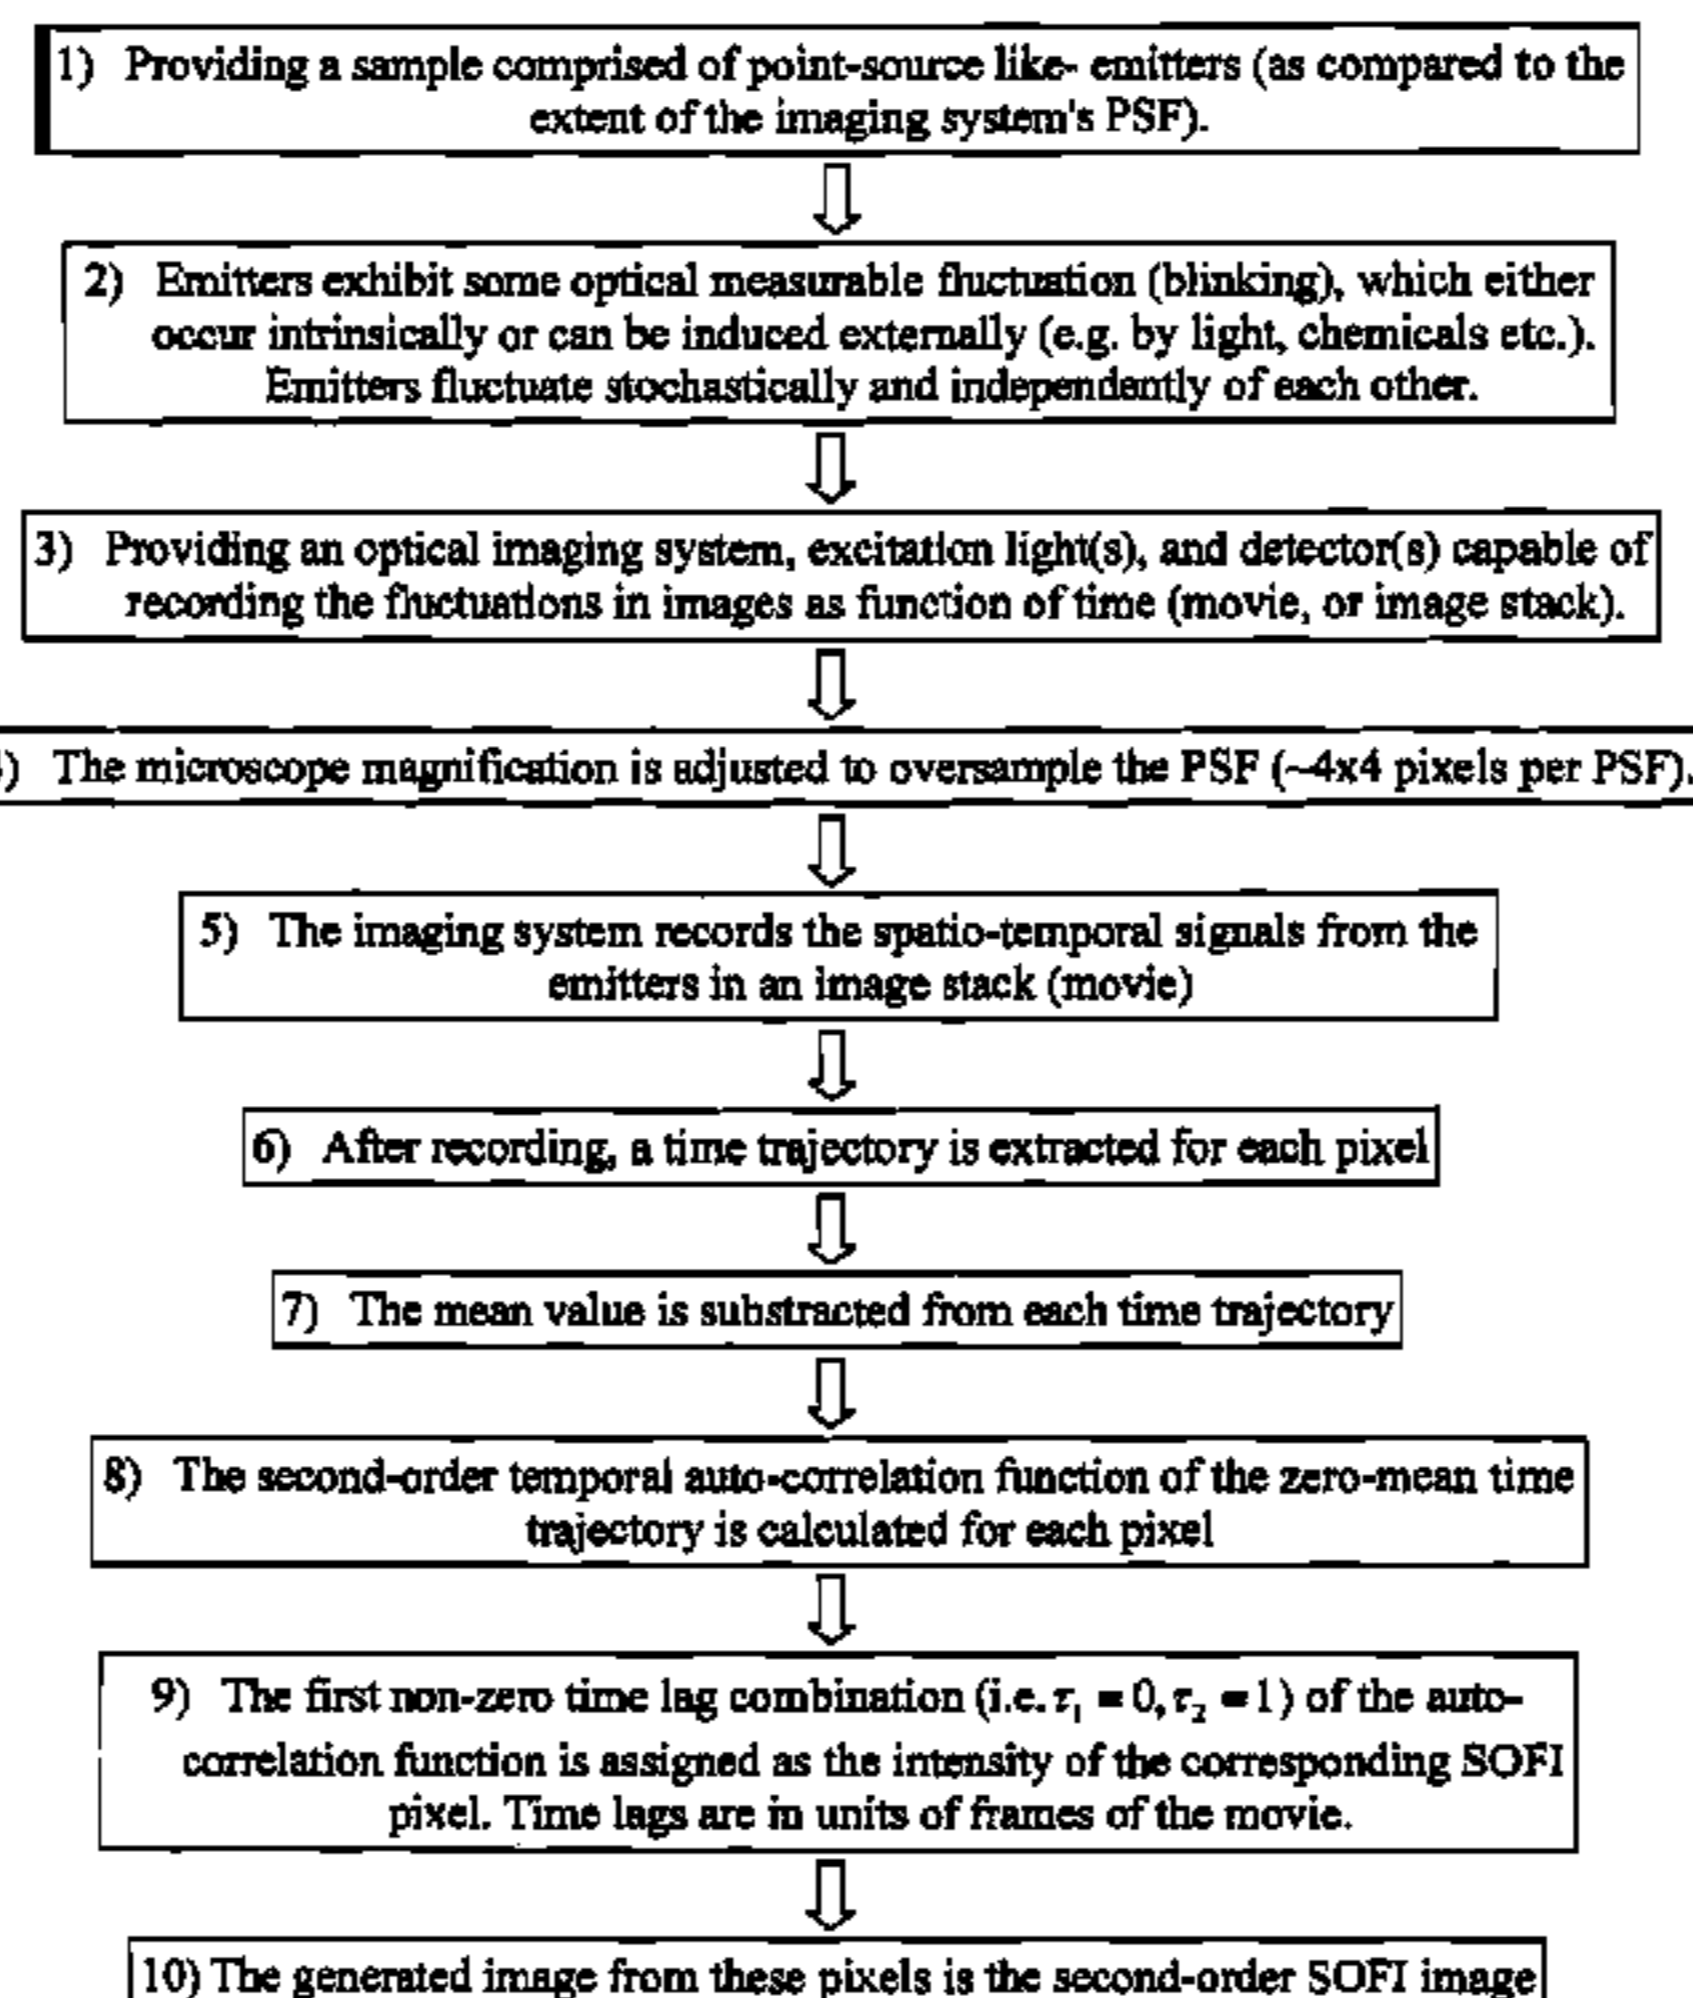 1) Providing a sample comprised of point-source like- emitters (as compared to the
extent of the imaging system's PSF).
2) Emitters exhibit some optical measurable fluctuation (blinking), which either
occur intrinsically or can be induced externally (e.g. by light, chemicals etc.).
Emitters fluctuate stochastically and independently of each other.
3) Providing an optical imaging system, excitation light(s), and detector(s) capable of
recording the fluctuations in images as function of time (movie, or image stack).
) The microscope magnification is adjusted to oversample the PSF (~4x4 pixels per PSF).
5) The imaging system records the spatio-temporal signals from the
emitters in an image stack (movie)
6) After recording, a time trajectory is extracted for each pixel
7) The mean value is substracted from each time trajectory
8) The second-order temporal auto-correlation function of the zero-mean time
trajectory is calculated for each pixel
9) The first non-zero time lag combination (i.e. τ₁ = 0, τ₂ = 1) of the auto-
correlation function is assigned as the intensity of the corresponding SOFI
pixel. Time lags are in units of frames of the movie.
10) The generated image from these pixels is the second-order SOFI image